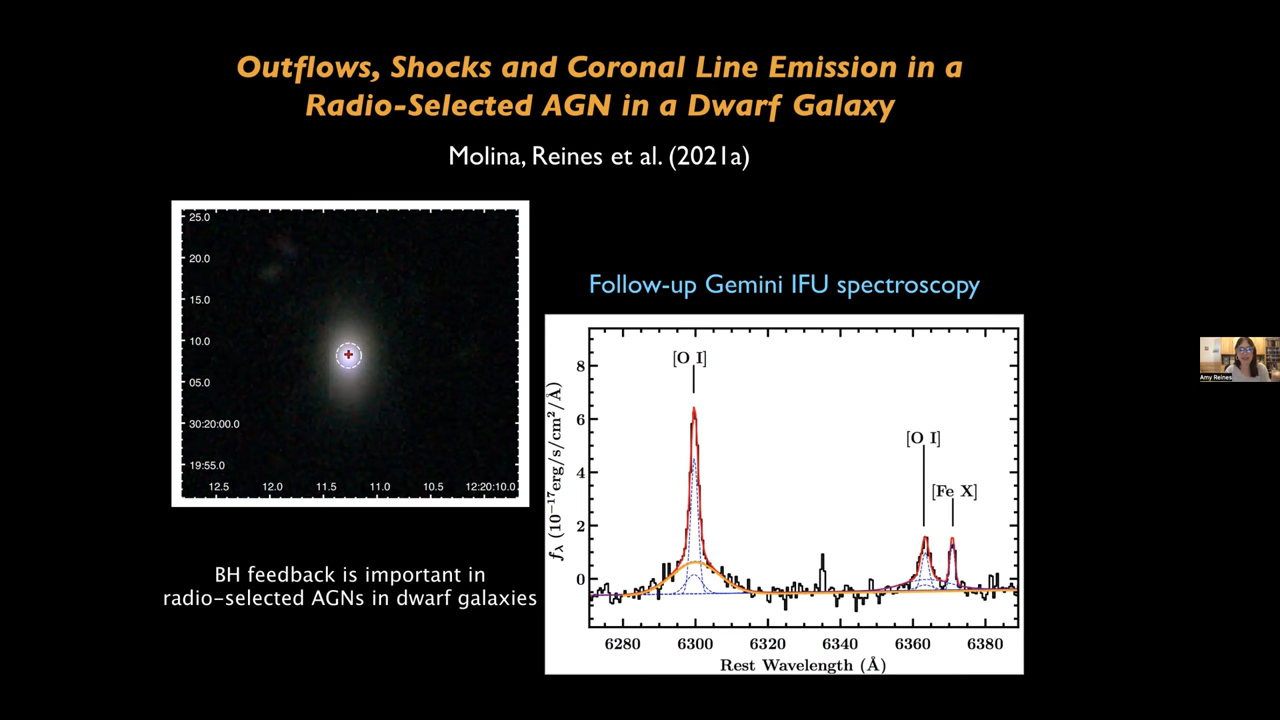 Outflows, Shocks and Coronal Line Emission in a
Radio-Selected AGN in a Dwarf Galaxy
Molina, Reines et al. (2021a)
25.0
20.0
15.0
10.0
05.0
30:20:00.0
19:55.0
12.5 12.0 11.5 11.0 10.5 12:20:10.0
BH feedback is important in
radio-selected AGNs in dwarf galaxies
Follow-up Gemini IFU spectroscopy
[O I]
[O I]
[Fe X]
8
6
4
2
0
fλ (10⁻¹⁷erg/s/cm²/Å)
6280 6300 6320 6340 6360 6380
Rest Wavelength (Å)
Amy Reines